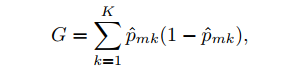 G = \sum_{k=1}^{K} \hat{p}_{mk}(1 - \hat{p}_{mk}),